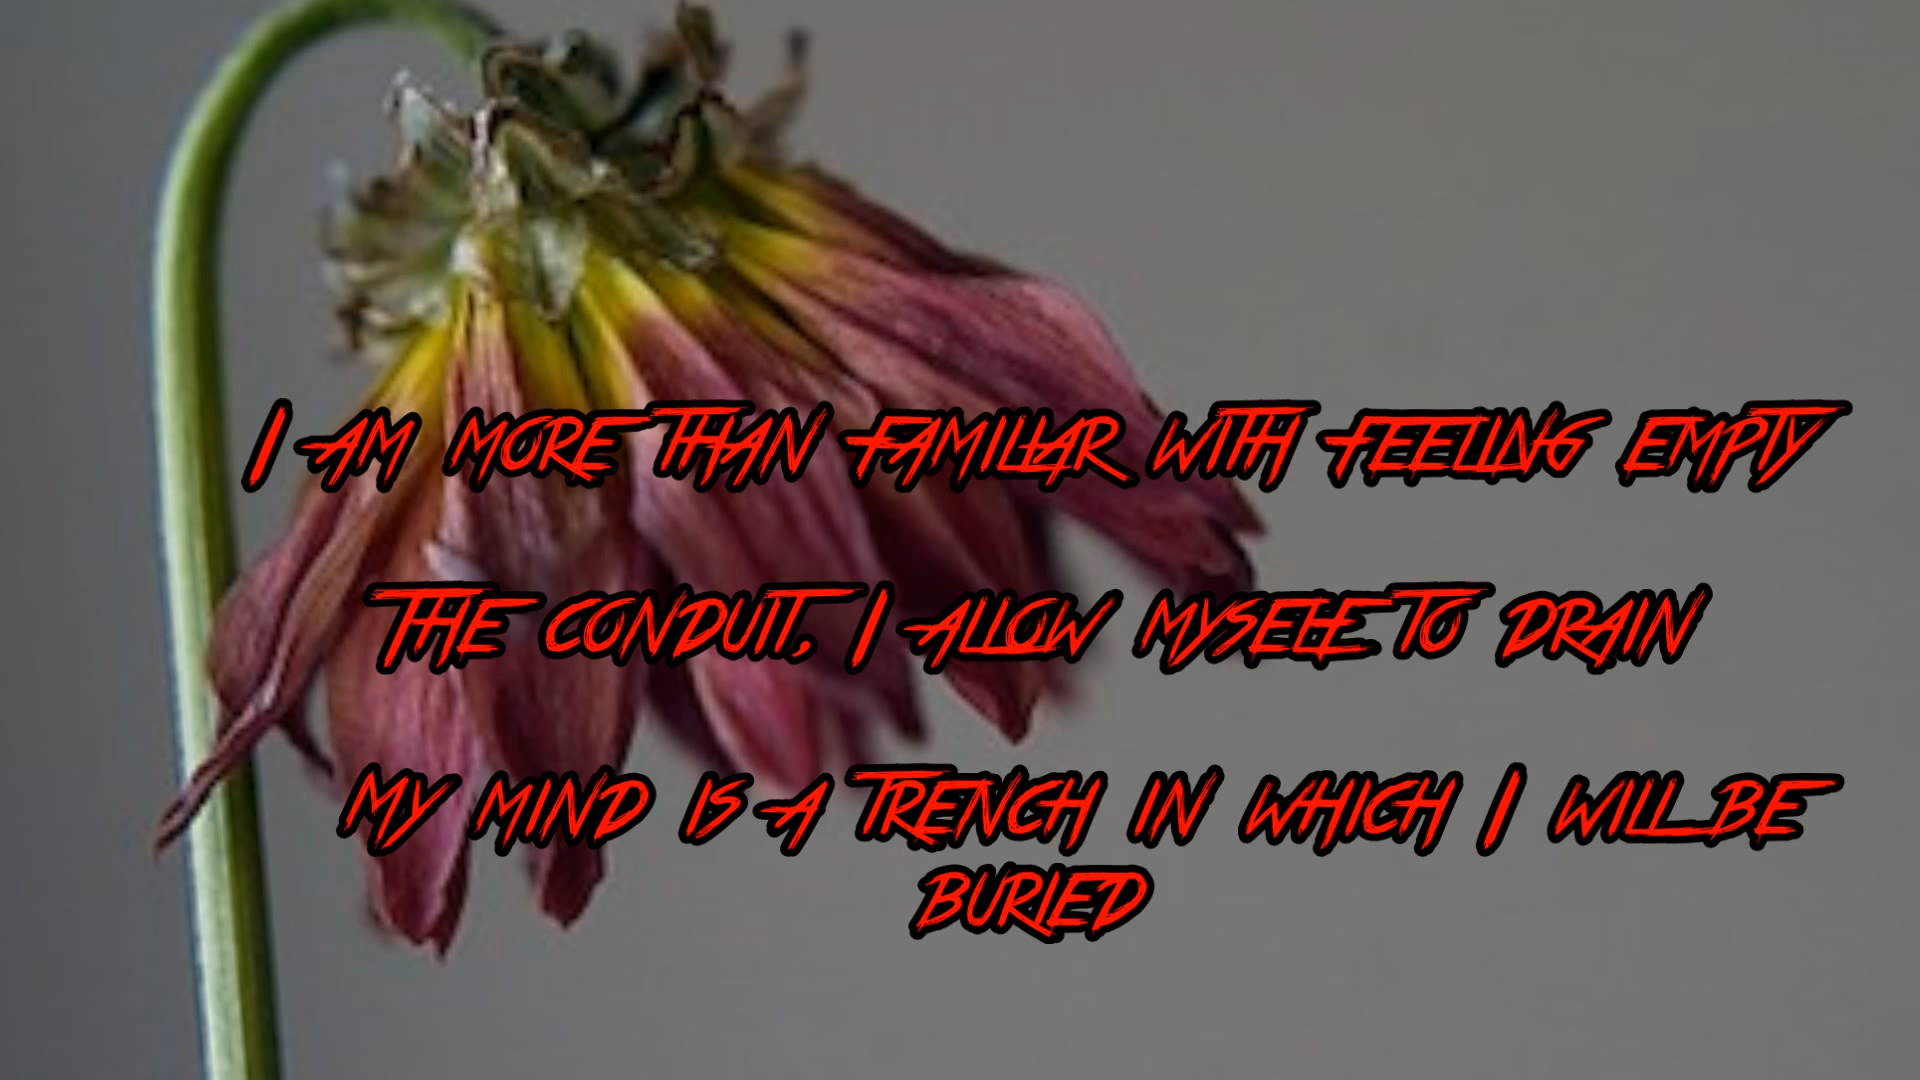 I am more than familiar with feeling empty
The conduit, I allow myself to drain
My mind is a trench in which I will be
buried